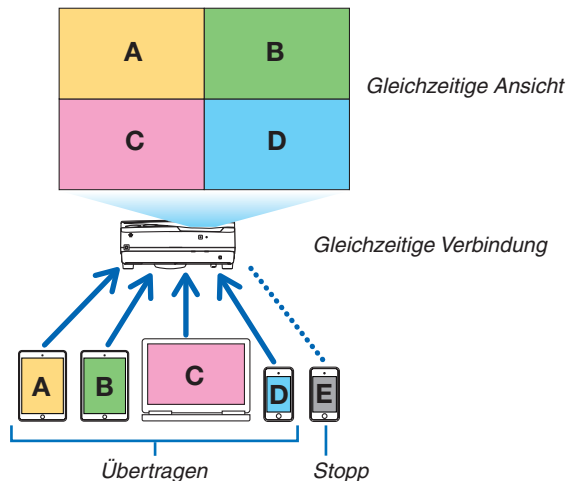 A B
Gleichzeitige Ansicht
C D
Gleichzeitige Verbindung
A B C D E
Übertragen Stopp